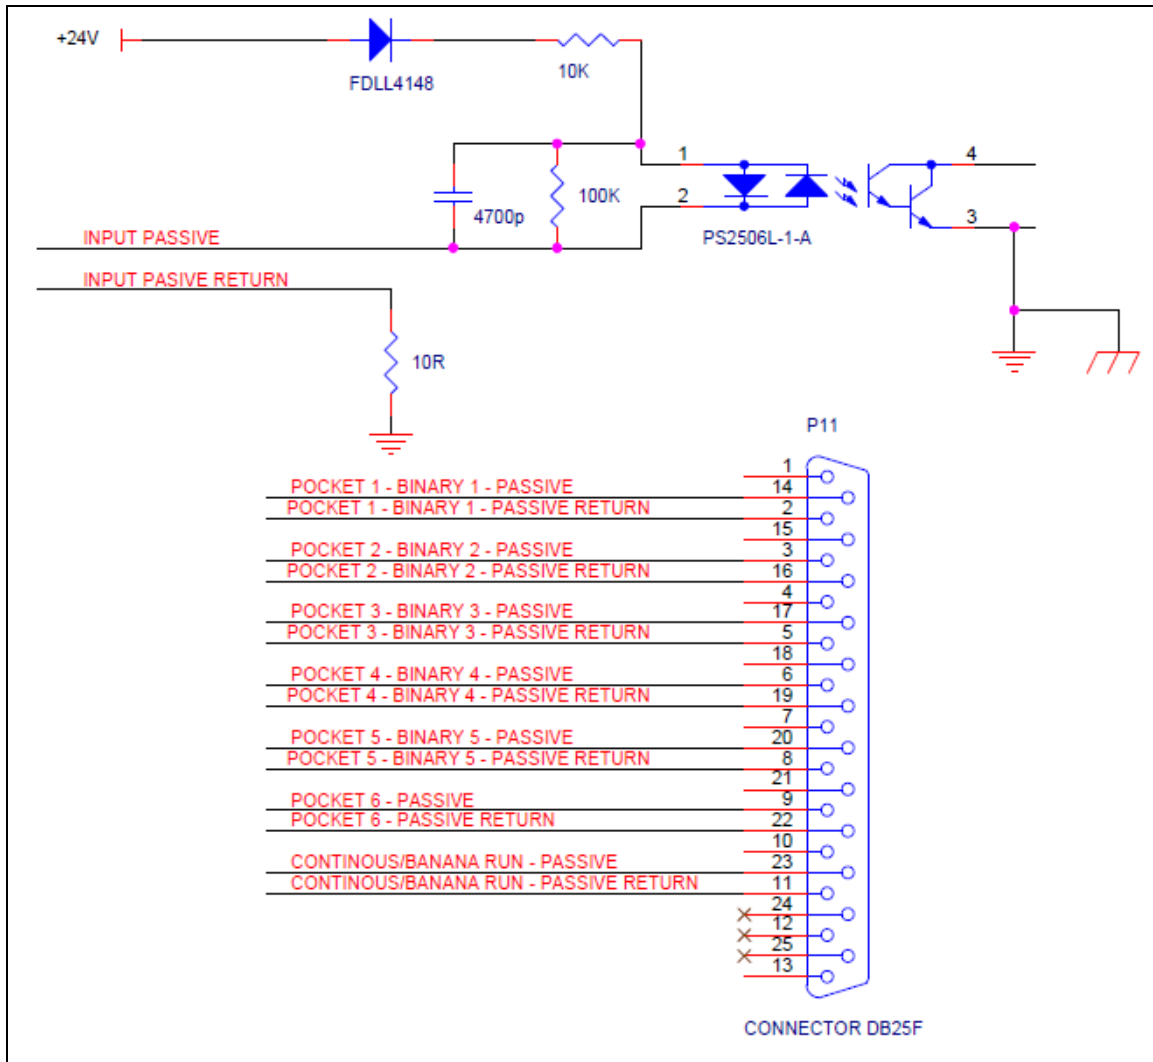 +24V
FDLL4148
10K
1
4
2
100K
4700p
3
INPUT PASSIVE
PS2506L-1-A
INPUT PASIVE RETURN
10R
P11
1
POCKET 1 - BINARY 1 - PASSIVE 14
POCKET 1 - BINARY 1 - PASSIVE RETURN 2
15
POCKET 2 - BINARY 2 - PASSIVE 3
POCKET 2 - BINARY 2 - PASSIVE RETURN 16
4
POCKET 3 - BINARY 3 - PASSIVE 17
POCKET 3 - BINARY 3 - PASSIVE RETURN 5
18
POCKET 4 - BINARY 4 - PASSIVE 6
POCKET 4 - BINARY 4 - PASSIVE RETURN 19
7
POCKET 5 - BINARY 5 - PASSIVE 20
POCKET 5 - BINARY 5 - PASSIVE RETURN 8
21
POCKET 6 - PASSIVE 9
POCKET 6 - PASSIVE RETURN 22
10
CONTINOUS/BANANA RUN - PASSIVE 23
CONTINOUS/BANANA RUN - PASSIVE RETURN 11
24
12
25
13
CONNECTOR DB25F